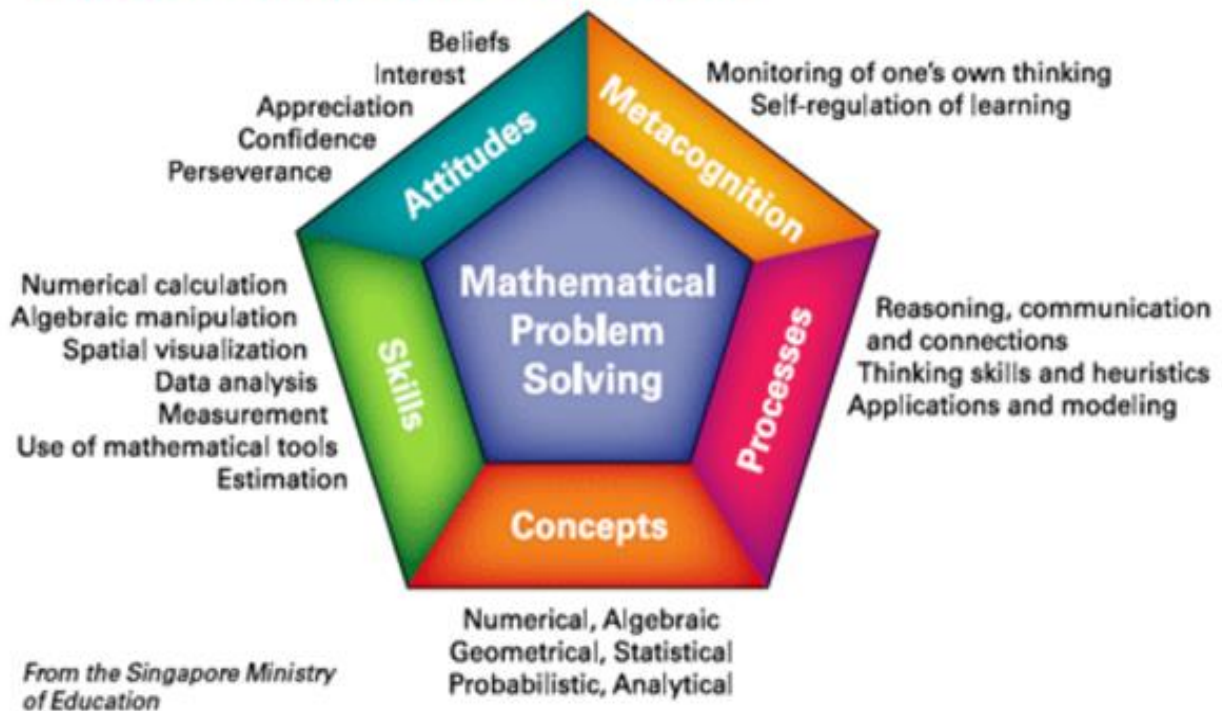 Beliefs
Interest
Appreciation
Confidence
Perseverance
Attitudes
Metacognition
Monitoring of one's own thinking
Self-regulation of learning
Mathematical
Problem
Solving
Numerical calculation
Algebraic manipulation
Spatial visualization
Data analysis
Measurement
Use of mathematical tools
Estimation
Skills
Processes
Reasoning, communication
and connections
Thinking skills and heuristics
Applications and modeling
Concepts
Numerical, Algebraic
Geometrical, Statistical
Probabilistic, Analytical
From the Singapore Ministry
of Education